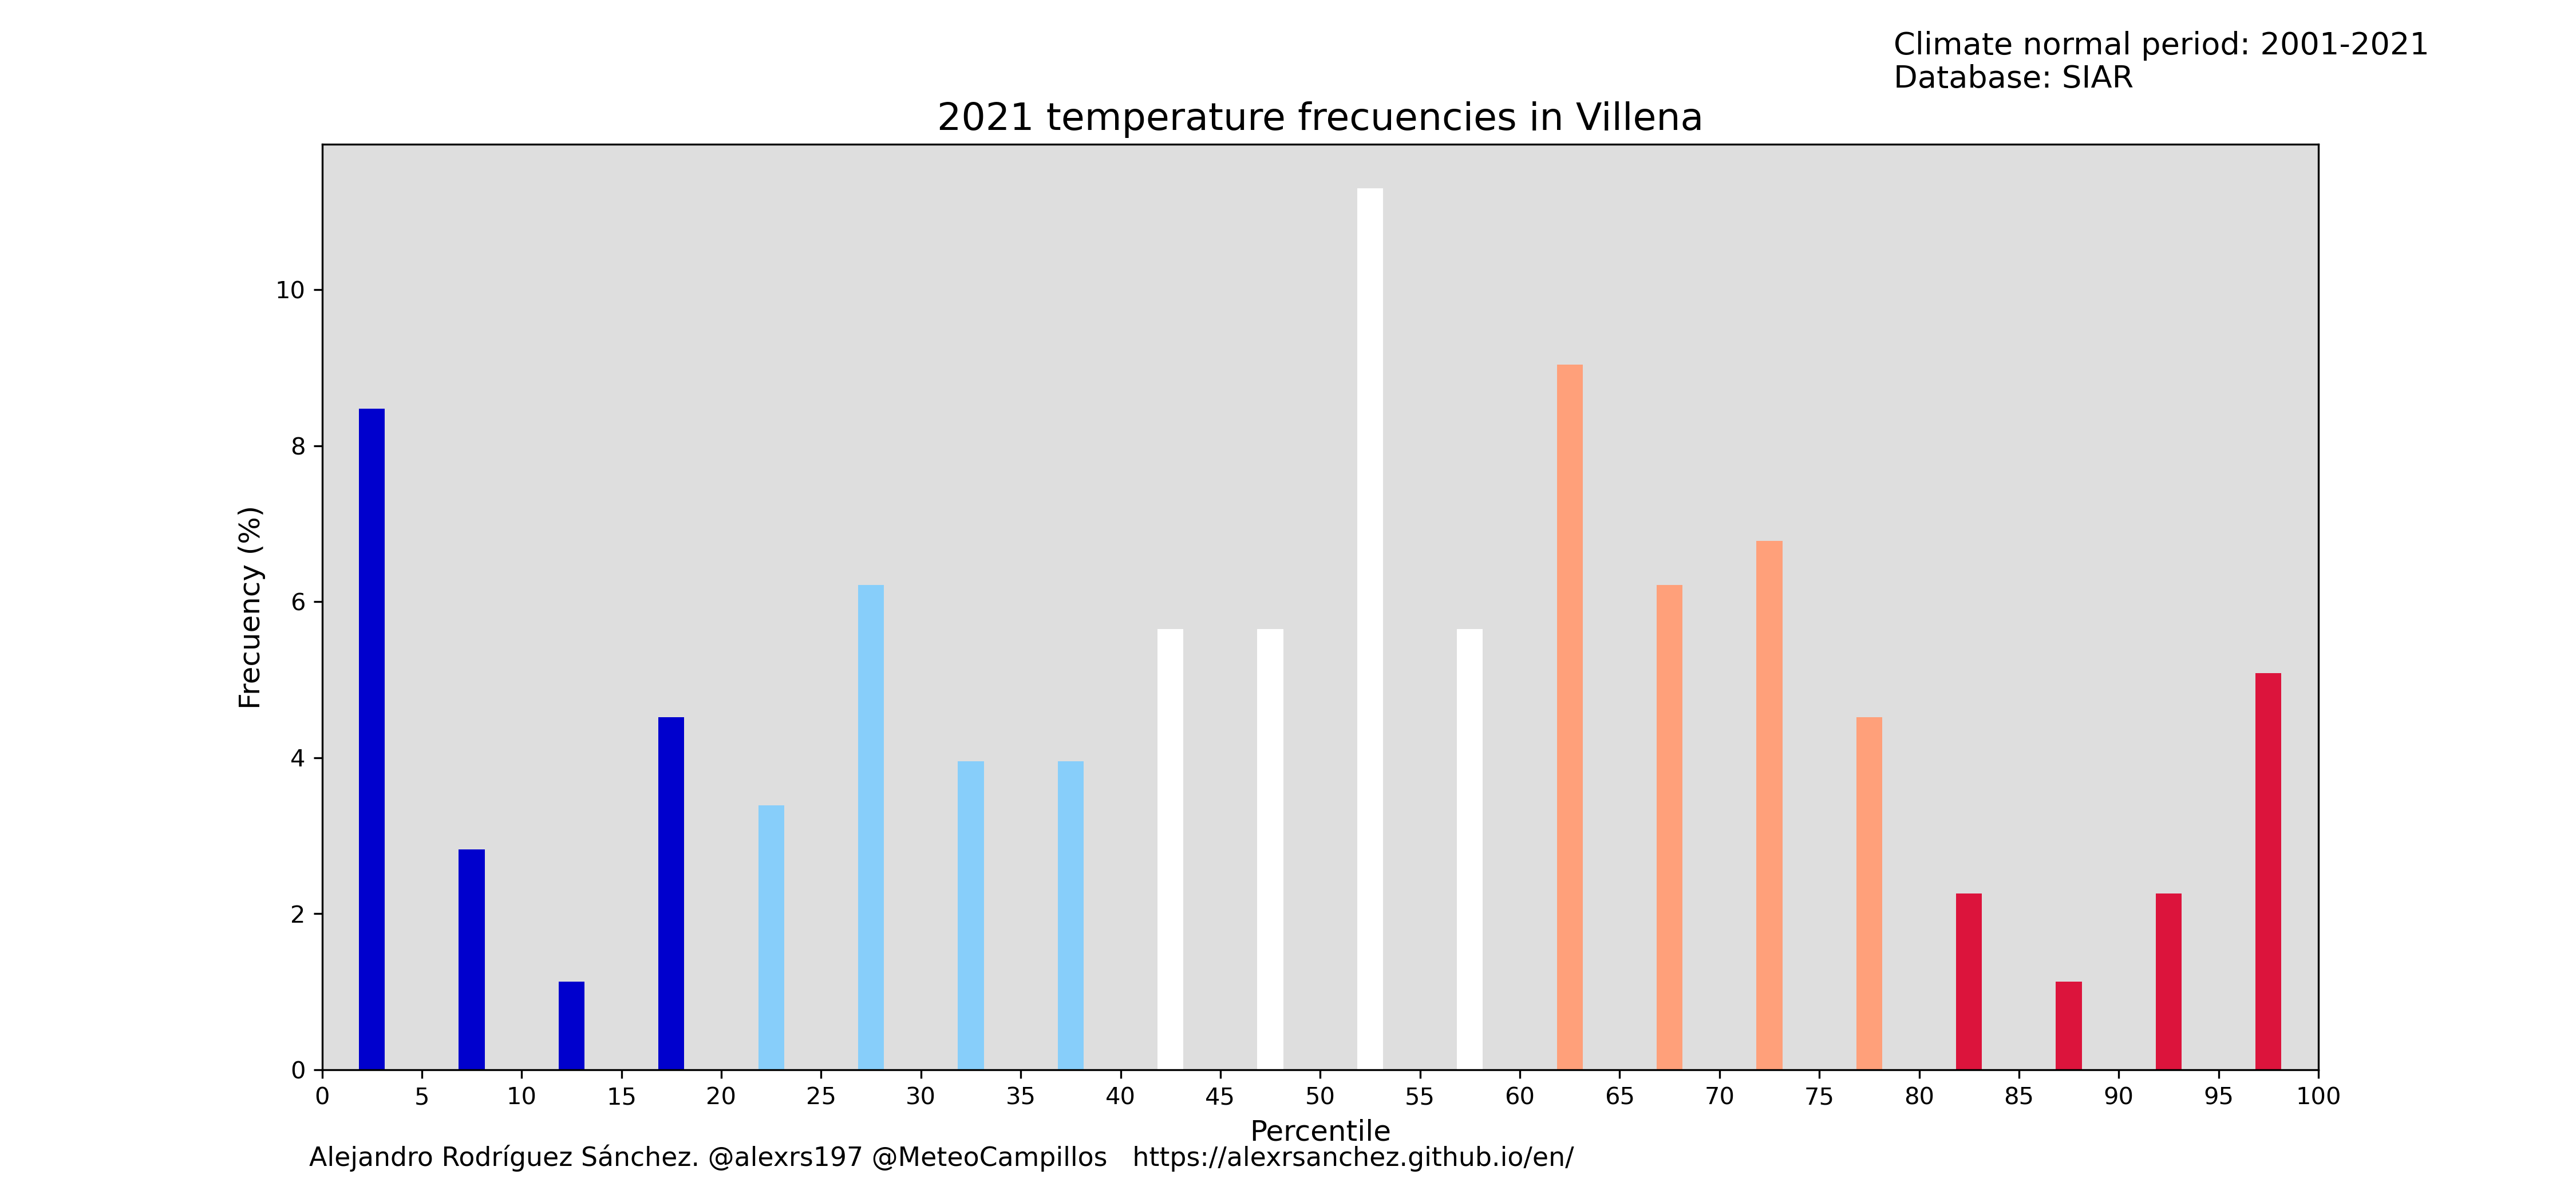 Climate normal period: 2001-2021
Database: SIAR
2021 temperature frecuencies in Villena
10
8
6
4
2
0
Frecuency (%)
0 5 10 15 20 25 30 35 40 45 50 55 60 65 70 75 80 85 90 95 100
Percentile
Alejandro Rodríguez Sánchez. @alexrs197 @MeteoCampillos https://alexrsanchez.github.io/en/